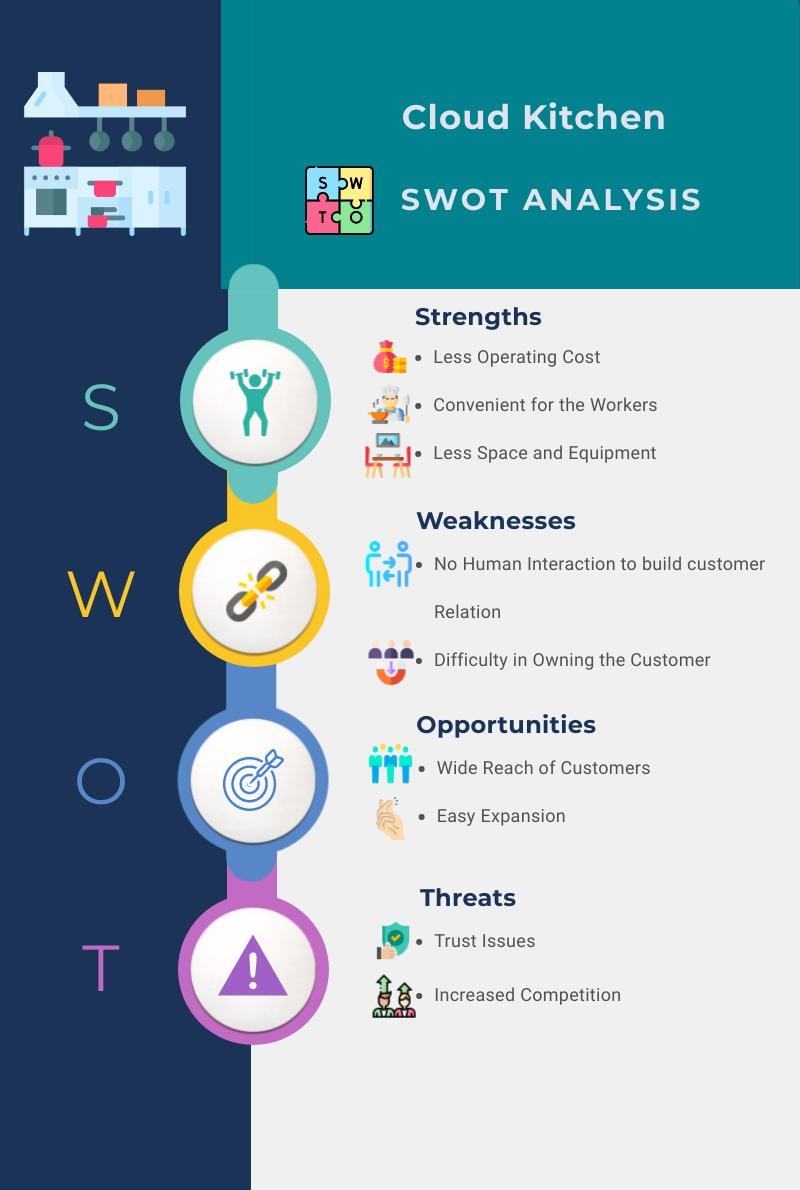 Cloud Kitchen
S W
T O
SWOT ANALYSIS
S
Strengths
• Less Operating Cost
• Convenient for the Workers
• Less Space and Equipment
W
Weaknesses
• No Human Interaction to build customer
Relation
• Difficulty in Owning the Customer
O
Opportunities
• Wide Reach of Customers
• Easy Expansion
T
Threats
• Trust Issues
• Increased Competition